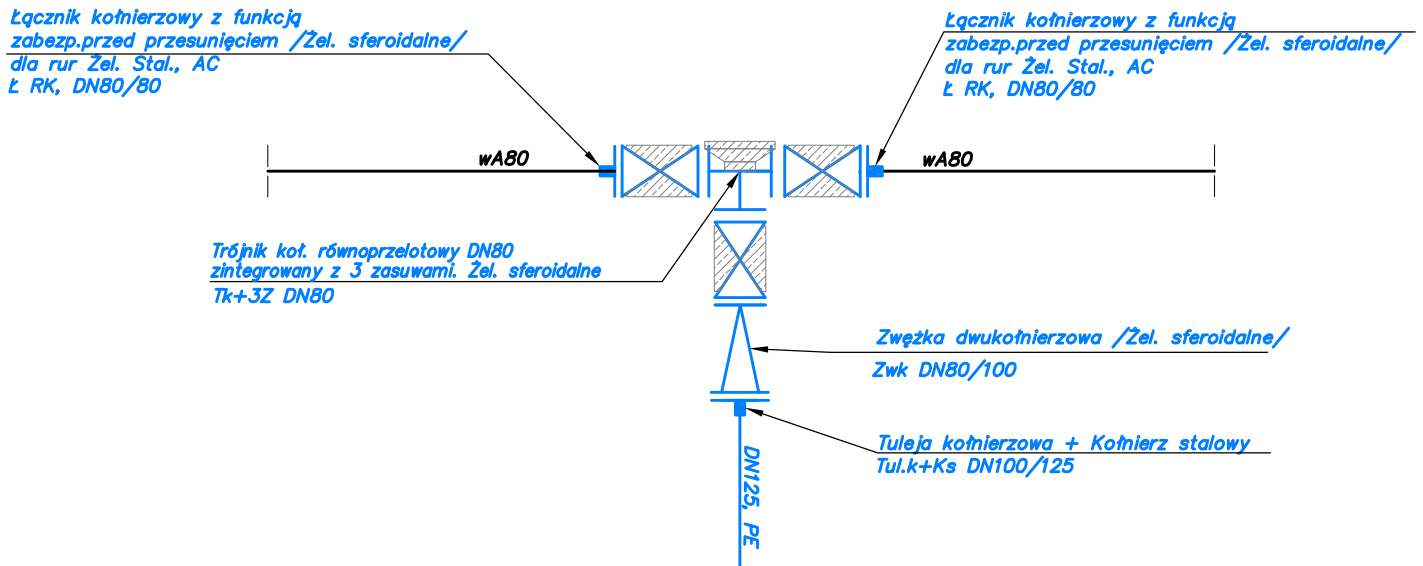 Łącznik kołnierzowy z funkcją
zabezp.przed przesunięciem /Żel. sferoidalne/
dla rur Żel. Stal., AC
Ł RK, DN80/80
Łącznik kołnierzowy z funkcją
zabezp.przed przesunięciem /Żel. sferoidalne/
dla rur Żel. Stal., AC
Ł RK, DN80/80
wA80
wA80
Trójnik koł. równoprzelotowy DN80
zintegrowany z 3 zasuwami. Żel. sferoidalne
Tk+3Z DN80
Zwężka dwukołnierzowa /Żel. sferoidalne/
Zwk DN80/100
Tuleja kołnierzowa + Kołnierz stalowy
Tul.k+Ks DN100/125
DN125, PE